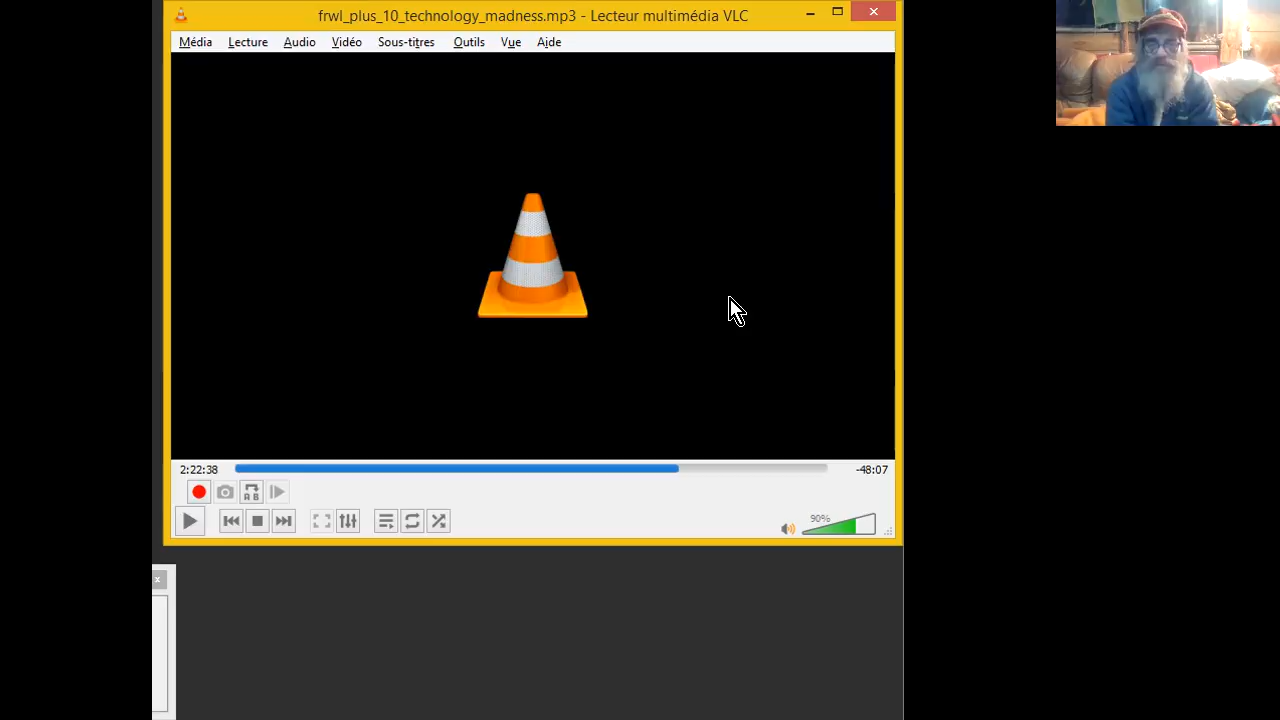 frwl_plus_10_technology_madness.mp3 - Lecteur multimédia VLC
Média Lecture Audio Vidéo Sous-titres Outils Vue Aide
2:22:38 -48:07
A B
90%